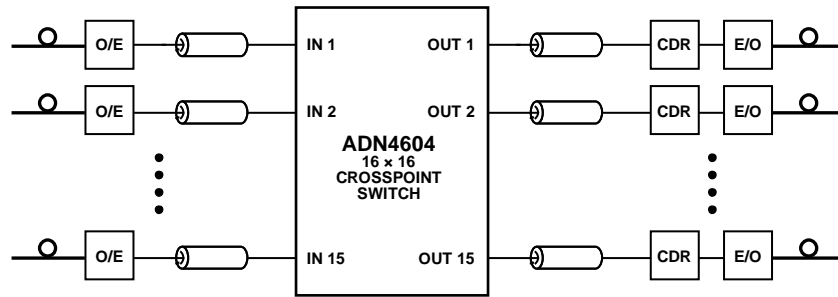 O/E IN 1 OUT 1 CDR E/O
O/E IN 2 OUT 2 CDR E/O
ADN4604
16 × 16
CROSSPOINT
SWITCH
O/E IN 15 OUT 15 CDR E/O